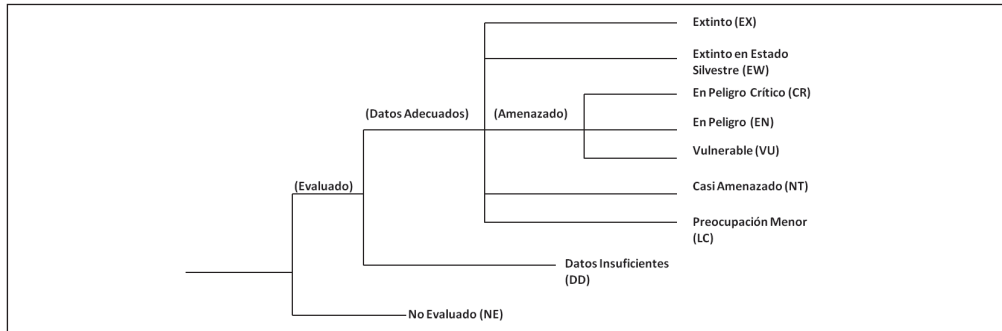 Extinto (EX)
Extinto en Estado
Silvestre (EW)
En Peligro Crítico (CR)
(Datos Adecuados)
(Amenazado)
En Peligro (EN)
Vulnerable (VU)
(Evaluado)
Casi Amenazado (NT)
Preocupación Menor
(LC)
Datos Insuficientes
(DD)
No Evaluado (NE)